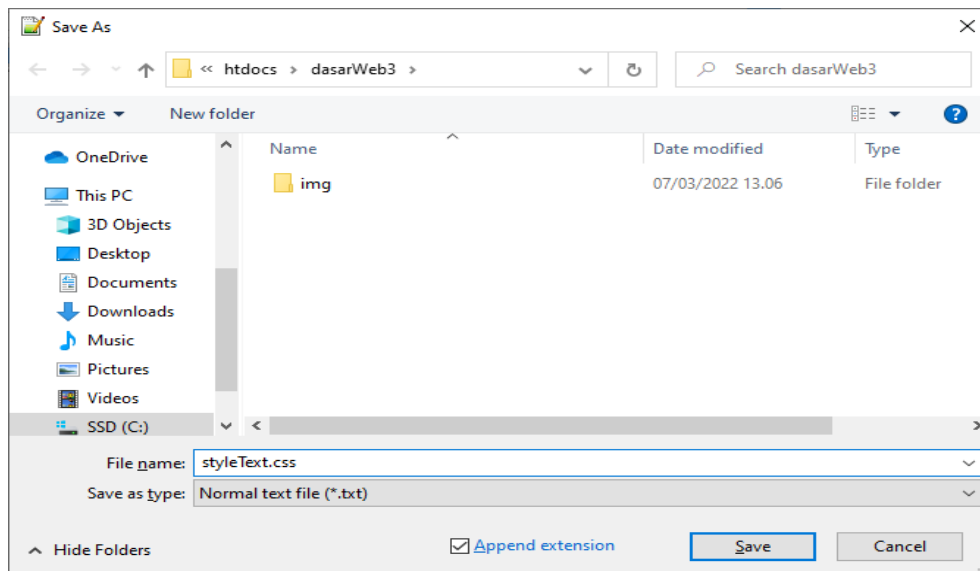 Save As
« htdocs › dasarWeb3 ›
Search dasarWeb3
Organize
New folder
?
Name
Date modified
Type
OneDrive
This PC
3D Objects
Desktop
Documents
Downloads
Music
Pictures
Videos
SSD (C:)
img
07/03/2022 13.06
File folder
File name: styleText.css
Save as type: Normal text file (*.txt)
Hide Folders
Append extension
Save
Cancel